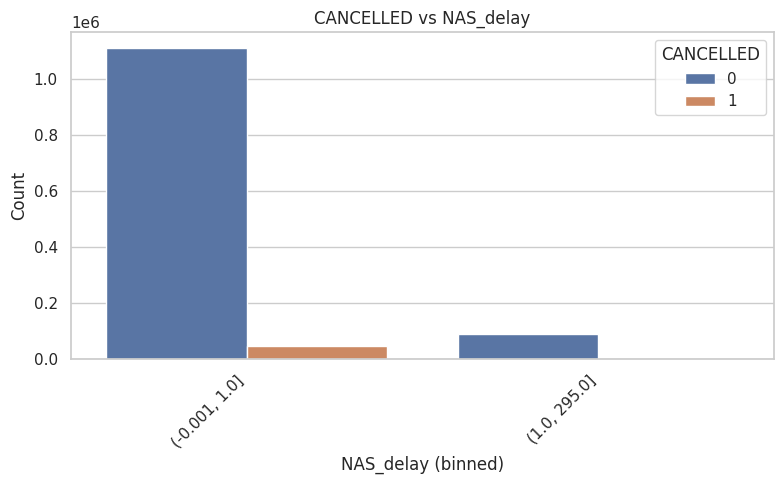 CANCELLED vs NAS_delay
1e6
CANCELLED
0
1
1.0
0.8
0.6
0.4
0.2
0.0
Count
(-0.001, 1.0]
(1.0, 295.0]
NAS_delay (binned)